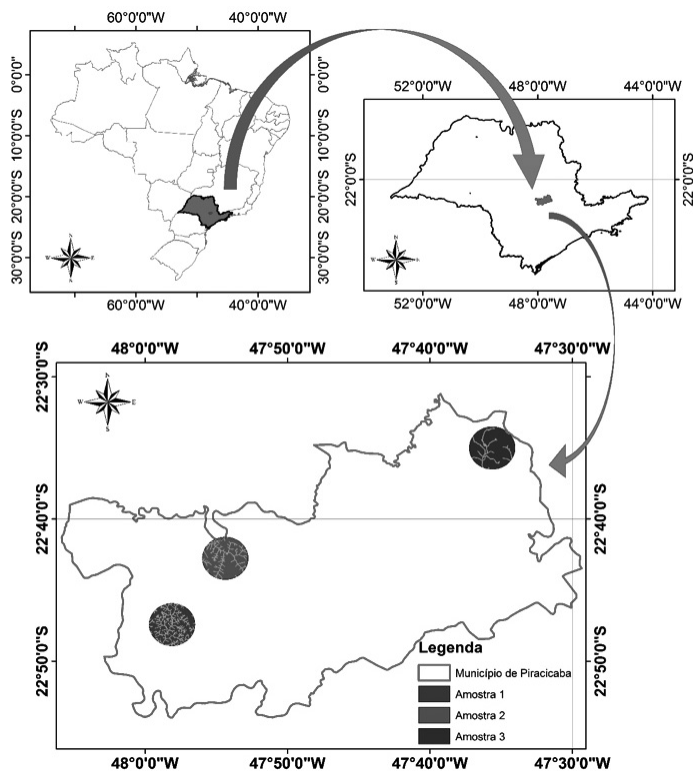 60°0'0"W 40°0'0"W
0°0'0" 0°0'0"
10°0'0"S 10°0'0"S
20°0'0"S 20°0'0"S
30°0'0"S 30°0'0"S
N
W E
S
60°0'0"W 40°0'0"W
52°0'0"W 48°0'0"W 44°0'0"W
22°0'0"S 22°0'0"S
N
W E
S
52°0'0"W 48°0'0"W 44°0'0"W
48°0'0"W 47°50'0"W 47°40'0"W 47°30'0"W
22°30'0"S 22°30'0"S
N
W E
S
22°40'0"S 22°40'0"S
22°50'0"S 22°50'0"S
Legenda
Município de Piracicaba
Amostra 1
Amostra 2
Amostra 3
48°0'0"W 47°50'0"W 47°40'0"W 47°30'0"W